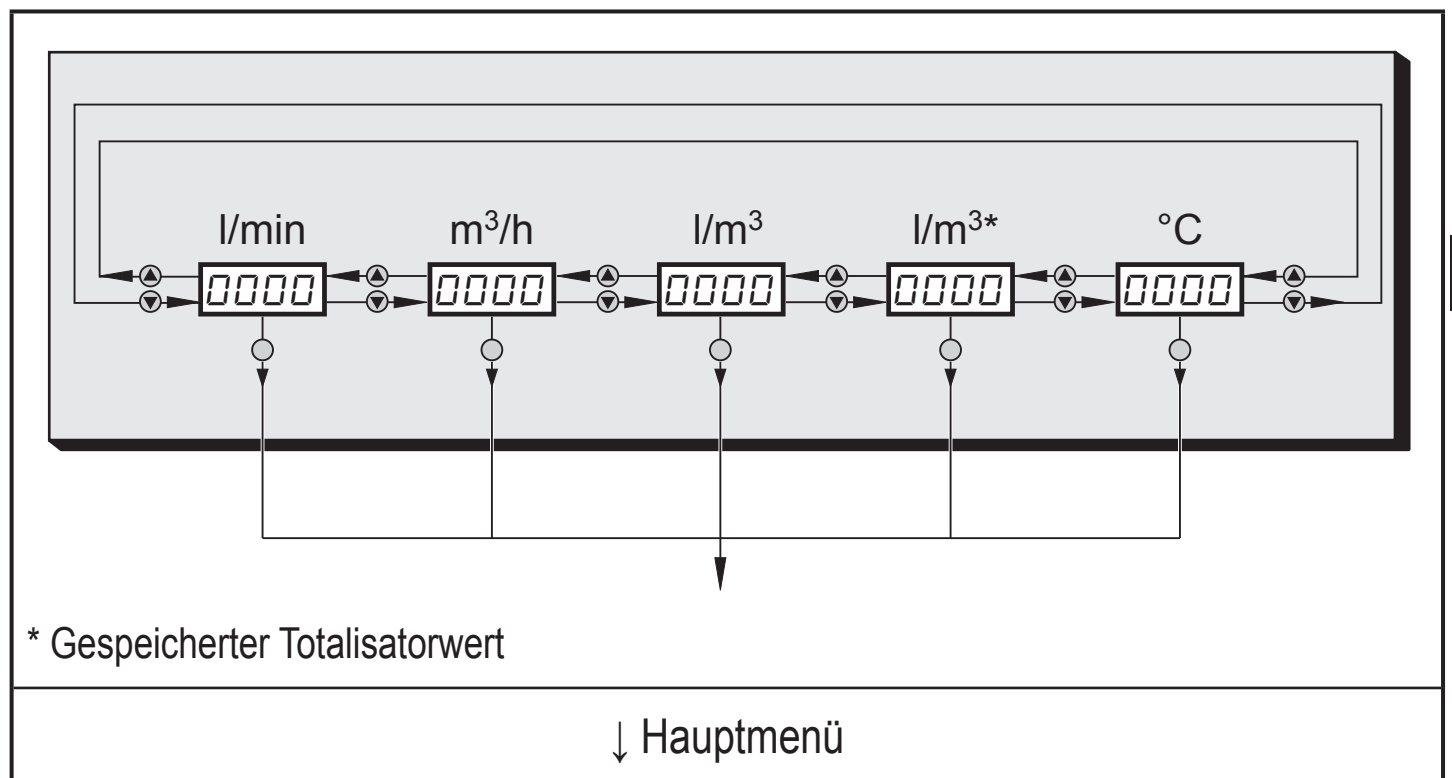 l/min m³/h l/m³ l/m³* °C
0000 0000 0000 0000 0000
* Gespeicherter Totalisatorwert
↓ Hauptmenü